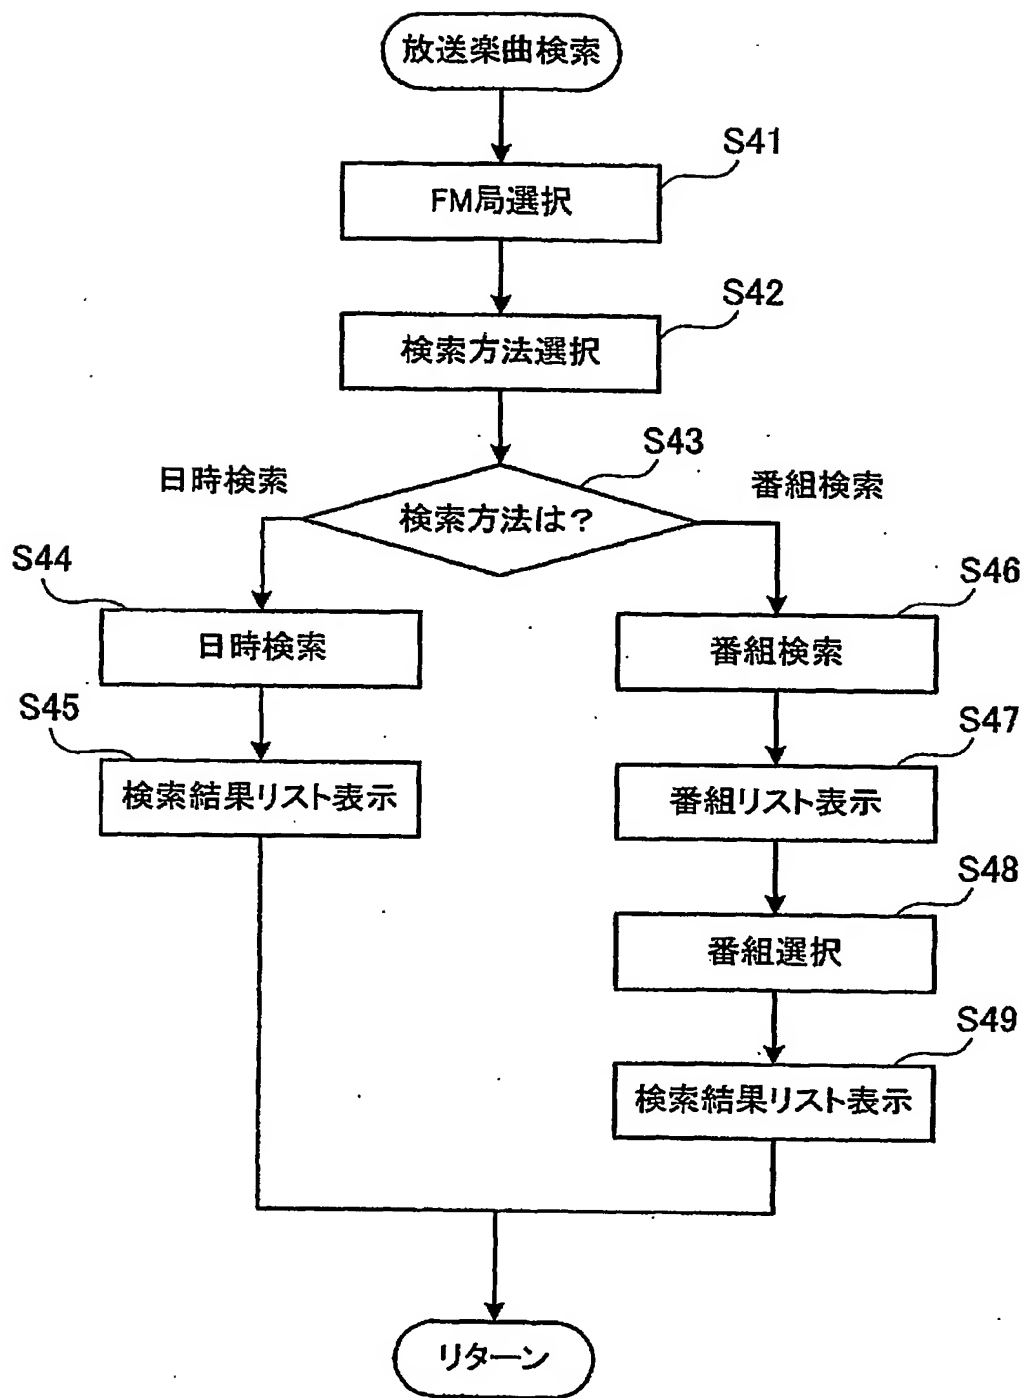 放送楽曲検索
S41
FM局選択
S42
検索方法選択
S43
日時検索
検索方法は?
番組検索
S44
日時検索
S45
検索結果リスト表示
S46
番組検索
S47
番組リスト表示
S48
番組選択
S49
検索結果リスト表示
リターン